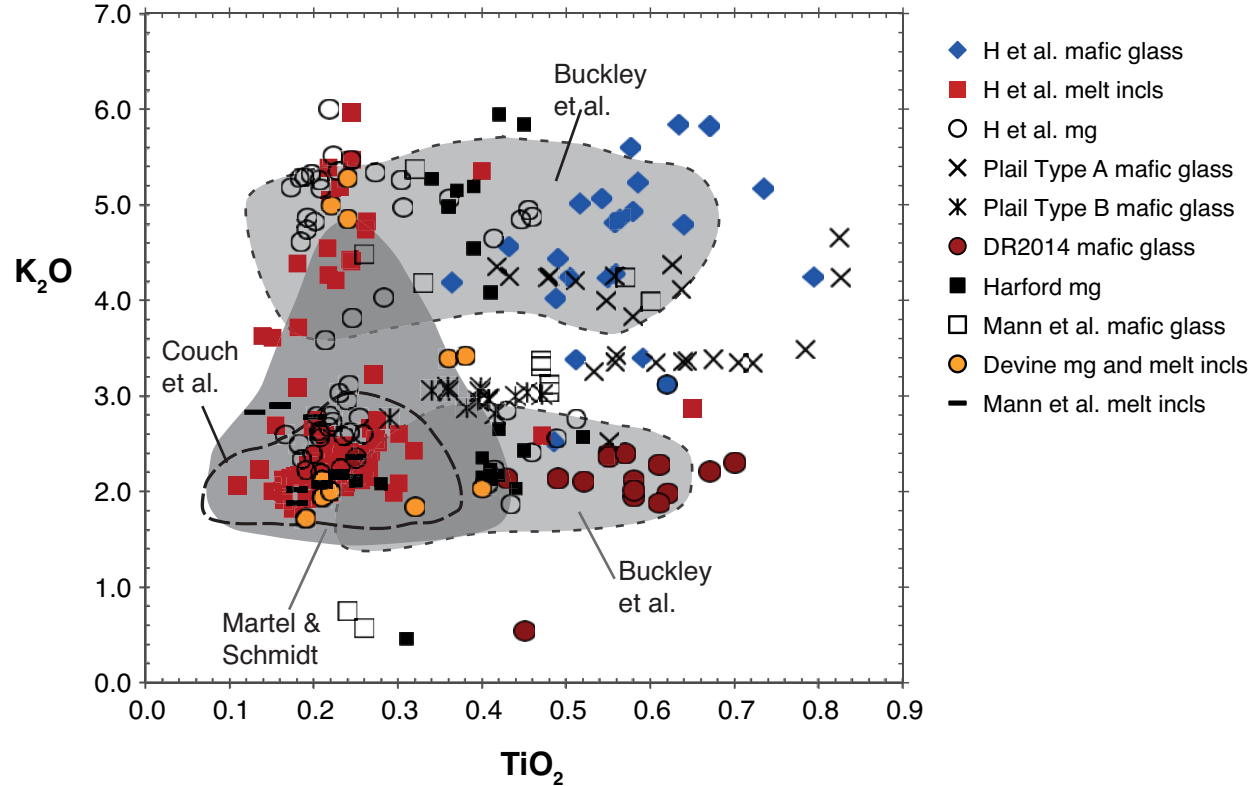 7.0
6.0
5.0
4.0
3.0
2.0
1.0
0.0
K₂O
0.0 0.1 0.2 0.3 0.4 0.5 0.6 0.7 0.8 0.9
TiO₂
Buckley
et al.
Couch
et al.
Martel &
Schmidt
Buckley
et al.
H et al. mafic glass
H et al. melt incls
H et al. mg
Plail Type A mafic glass
Plail Type B mafic glass
DR2014 mafic glass
Harford mg
Mann et al. mafic glass
Devine mg and melt incls
Mann et al. melt incls